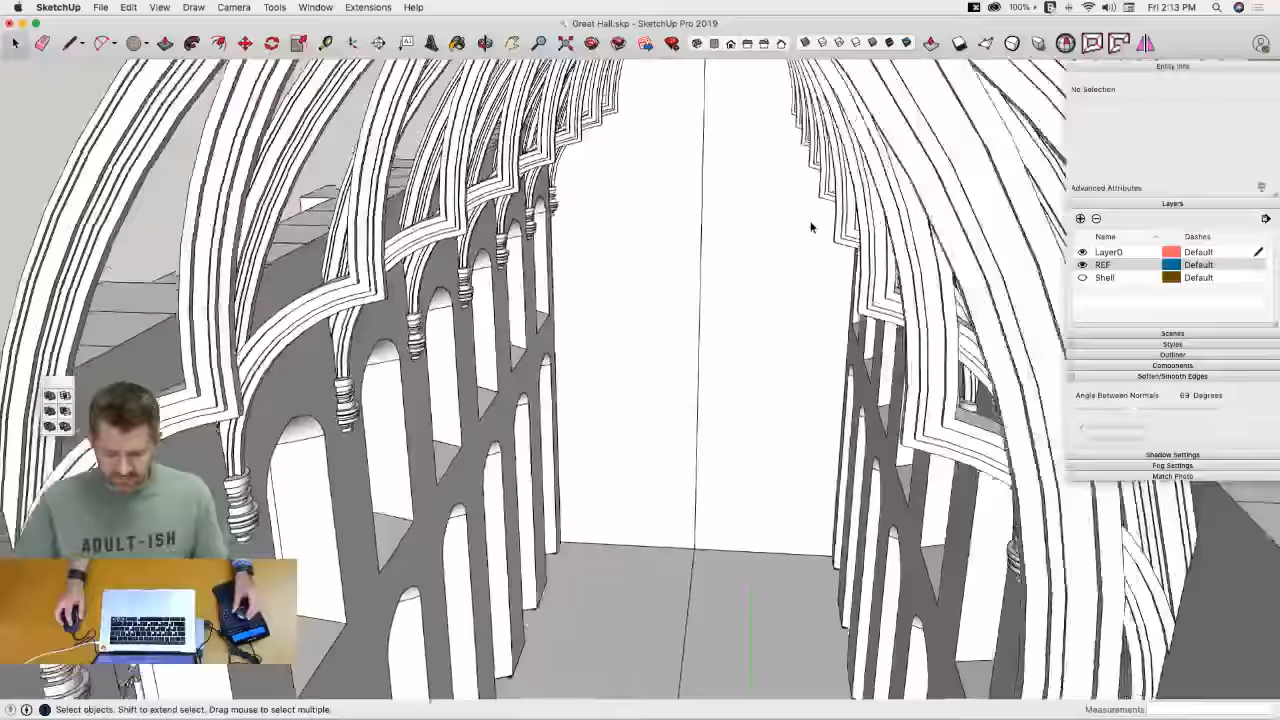 SketchUp File Edit View Draw Camera Tools Window Extensions Help 100% Fri 2:13 PM
Great Hall.skp - SketchUp Pro 2019
Entity Info
No Selection
Advanced Attributes
Layers
Name Dashes
Layer0 Default
REF Default
Shell Default
Scenes
Styles
Outliner
Components
Soften/Smooth Edges
Angle Between Normals 69 Degrees
Shadow Settings
Fog Settings
Match Photo
ADULT-ISH
Select objects. Shift to extend select. Drag mouse to select multiple. Measurements